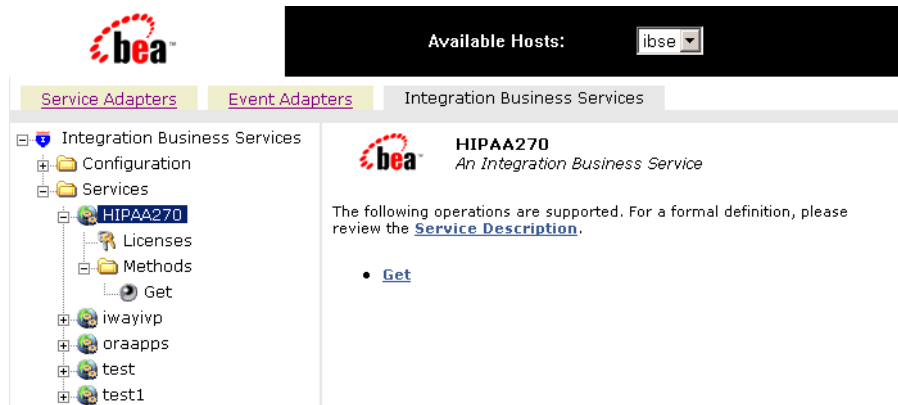 bea™
Available Hosts: ibse
Service Adapters Event Adapters Integration Business Services
Integration Business Services
Configuration
Services
HIPAA270
Licenses
Methods
Get
iwayivp
oraapps
test
test1
bea™
HIPAA270
An Integration Business Service
The following operations are supported. For a formal definition, please
review the Service Description.
• Get